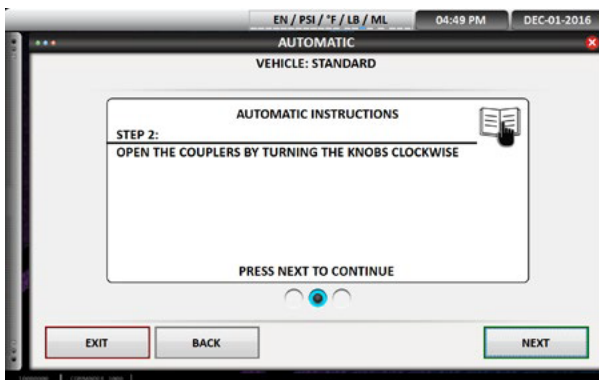 EN / PSI / °F / LB / ML 04:49 PM DEC-01-2016
AUTOMATIC
VEHICLE: STANDARD
AUTOMATIC INSTRUCTIONS
STEP 2:
OPEN THE COUPLERS BY TURNING THE KNOBS CLOCKWISE
PRESS NEXT TO CONTINUE
EXIT BACK NEXT